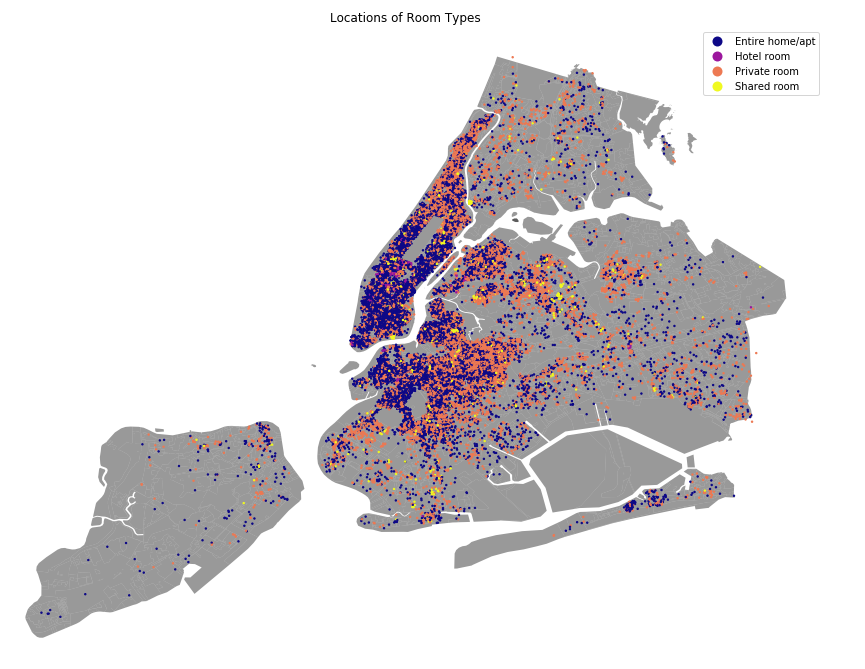 Locations of Room Types
Entire home/apt
Hotel room
Private room
Shared room